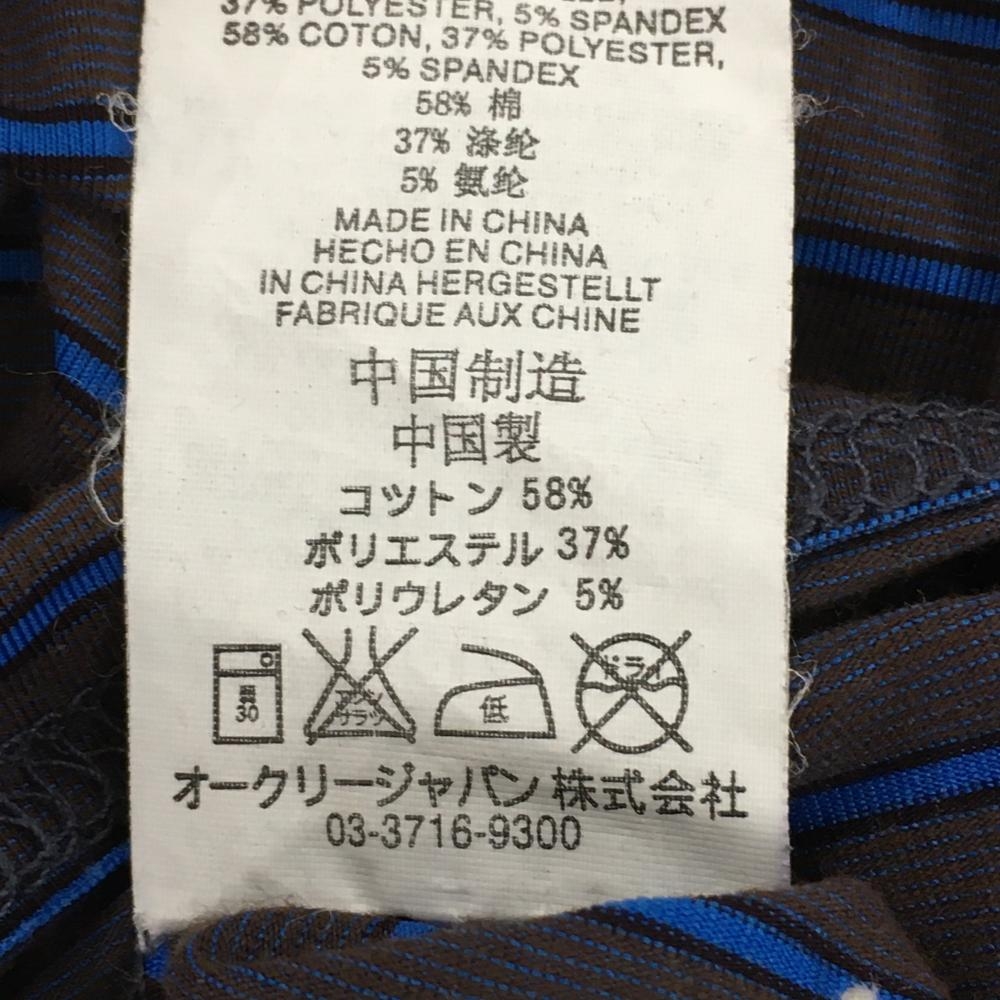 37% POLYESTER, 5% SPANDEX
58% COTON, 37% POLYESTER,
5% SPANDEX
58% 棉
37% 涤纶
5% 氨纶
MADE IN CHINA
HECHO EN CHINA
IN CHINA HERGESTELLT
FABRIQUE AUX CHINE
中国制造
中国製
コットン 58%
ポリエステル 37%
ポリウレタン 5%
30
低
ドライ
オークリージャパン 株式会社
03-3716-9300